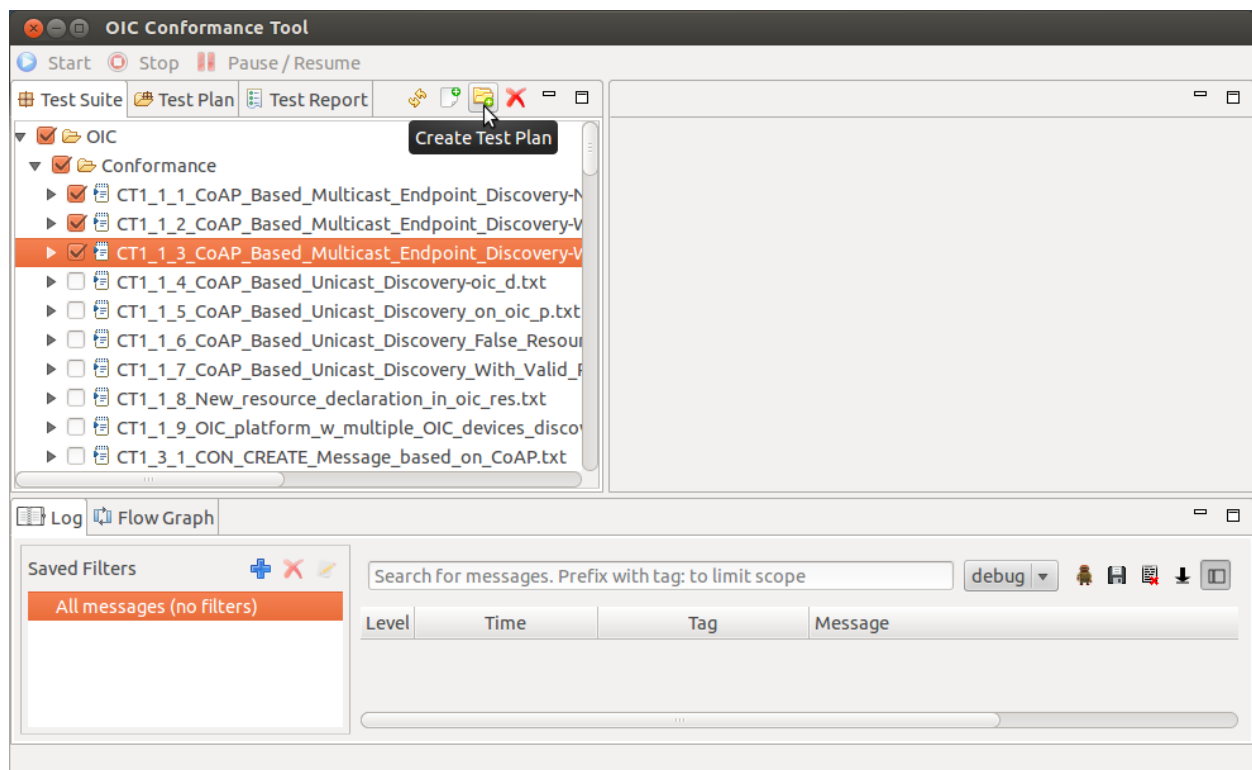 OIC Conformance Tool
Start Stop Pause / Resume
Test Suite Test Plan Test Report
Create Test Plan
OIC
Conformance
CT1_1_1_CoAP_Based_Multicast_Endpoint_Discovery-N
CT1_1_2_CoAP_Based_Multicast_Endpoint_Discovery-W
CT1_1_3_CoAP_Based_Multicast_Endpoint_Discovery-W
CT1_1_4_CoAP_Based_Unicast_Discovery-oic_d.txt
CT1_1_5_CoAP_Based_Unicast_Discovery_on_oic_p.txt
CT1_1_6_CoAP_Based_Unicast_Discovery_False_Resour
CT1_1_7_CoAP_Based_Unicast_Discovery_With_Valid_F
CT1_1_8_New_resource_declaration_in_oic_res.txt
CT1_1_9_OIC_platform_w_multiple_OIC_devices_disco
CT1_3_1_CON_CREATE_Message_based_on_CoAP.txt
Log Flow Graph
Saved Filters
All messages (no filters)
Search for messages. Prefix with tag: to limit scope
debug
Level Time Tag Message